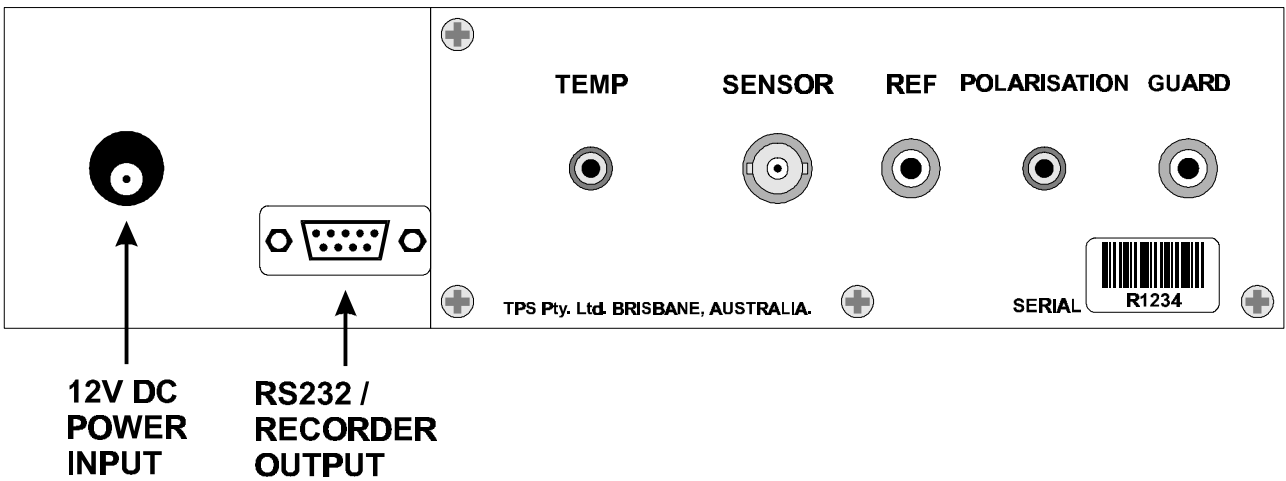 TEMP SENSOR REF POLARISATION GUARD
TPS Pty. Ltd. BRISBANE, AUSTRALIA.
SERIAL
R1234
12V DC
POWER
INPUT
RS232 /
RECORDER
OUTPUT